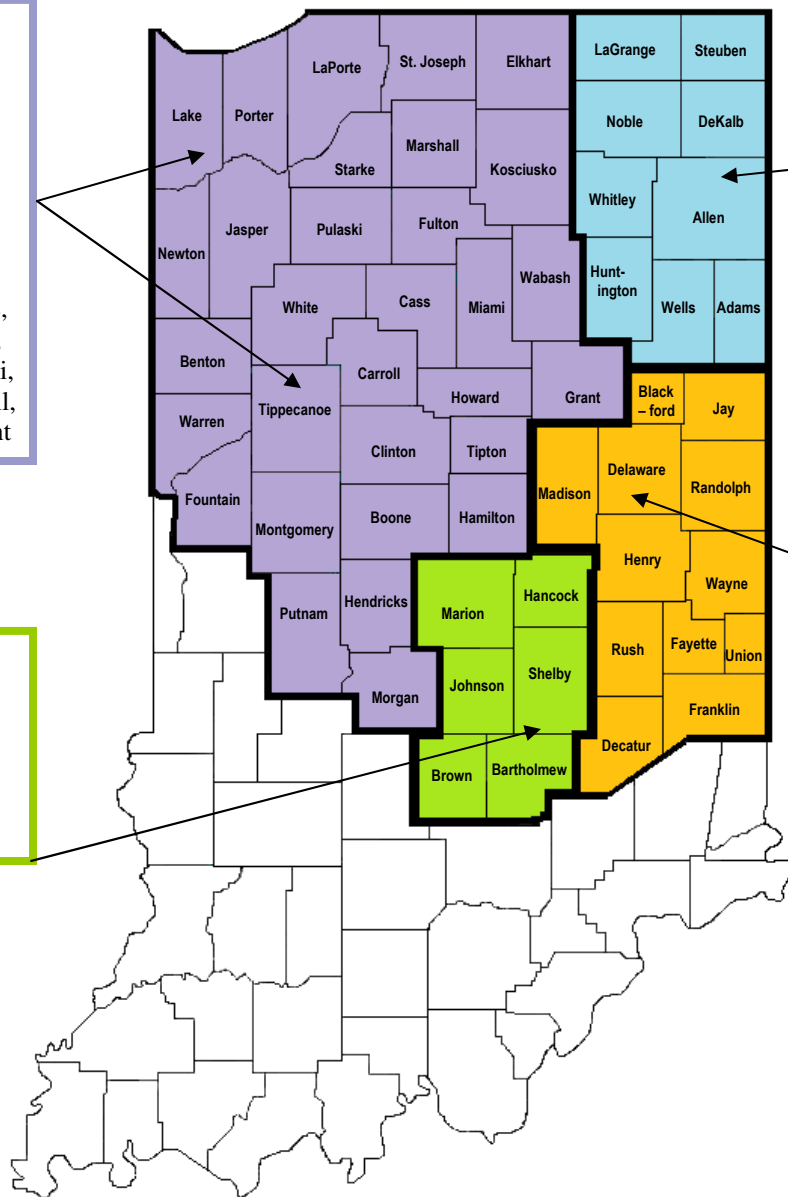 LaGrange
Steuben
LaPorte
St. Joseph
Elkhart
Lake
Porter
Noble
DeKalb
Marshall
Starke
Kosciusko
Whitley
Allen
Newton
Jasper
Pulaski
Fulton
Wabash
Hunt-
ington
White
Cass
Miami
Wells
Adams
,
i,
l,
nt
Benton
Carroll
Tippecanoe
Howard
Grant
Black
– ford
Jay
Warren
Clinton
Tipton
Delaware
Madison
Randolph
Fountain
Montgomery
Boone
Hamilton
Henry
Wayne
Putnam
Hendricks
Marion
Hancock
Rush
Fayette
Union
Morgan
Johnson
Shelby
Franklin
Decatur
Brown
Bartholmew